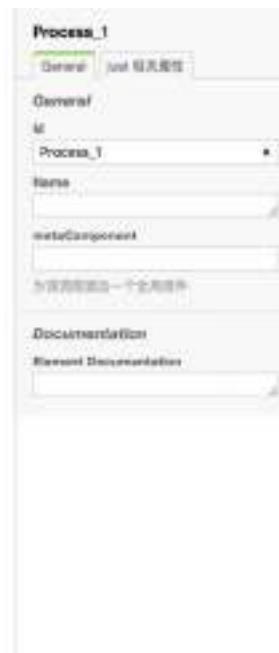 Process_1
General
General
Id
Process_1
Name
metaComponent
Documentation
Element Documentation